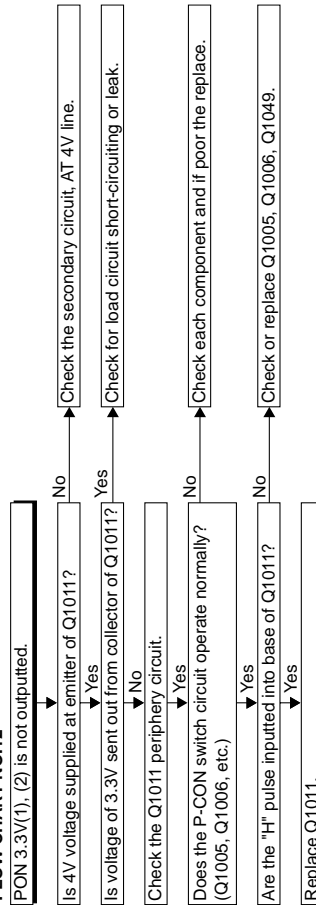 PON 3.3V(1), (2) is not outputted.
Is 4V voltage supplied at emitter of Q1011?
No
Check the secondary circuit, AT 4V line.
Yes
Is voltage of 3.3V sent out from collector of Q1011?
Yes
Check for load circuit short-circuiting or leak.
No
Check the Q1011 periphery circuit.
Yes
Does the P-CON switch circuit operate normally?
(Q1005, Q1006, etc.)
No
Check each component and if poor the replace.
Yes
Are the "H" pulse inputted into base of Q1011?
No
Check or replace Q1005, Q1006, Q1049.
Yes
Replace Q1011.